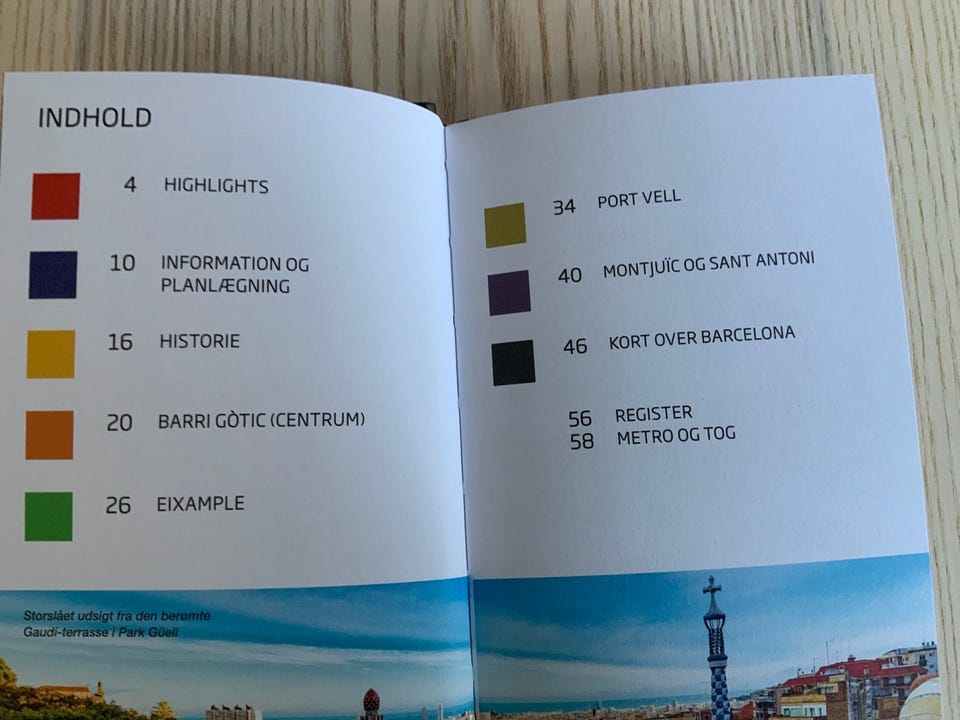 INDHOLD
4 HIGHLIGHTS
10 INFORMATION OG
PLANLÆGNING
16 HISTORIE
20 BARRI GÒTIC (CENTRUM)
26 EIXAMPLE
Storslået udsigt fra den berømte
Gaudi-terrasse i Park Güell
34 PORT VELL
40 MONTJUÏC OG SANT ANTONI
46 KORT OVER BARCELONA
56 REGISTER
58 METRO OG TOG